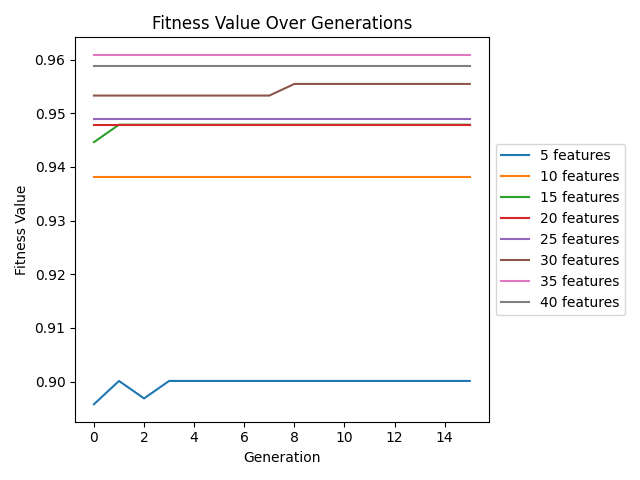 Fitness Value Over Generations
Fitness Value
0.96
0.95
0.94
0.93
0.92
0.91
0.90
0 2 4 6 8 10 12 14
Generation
5 features
10 features
15 features
20 features
25 features
30 features
35 features
40 features